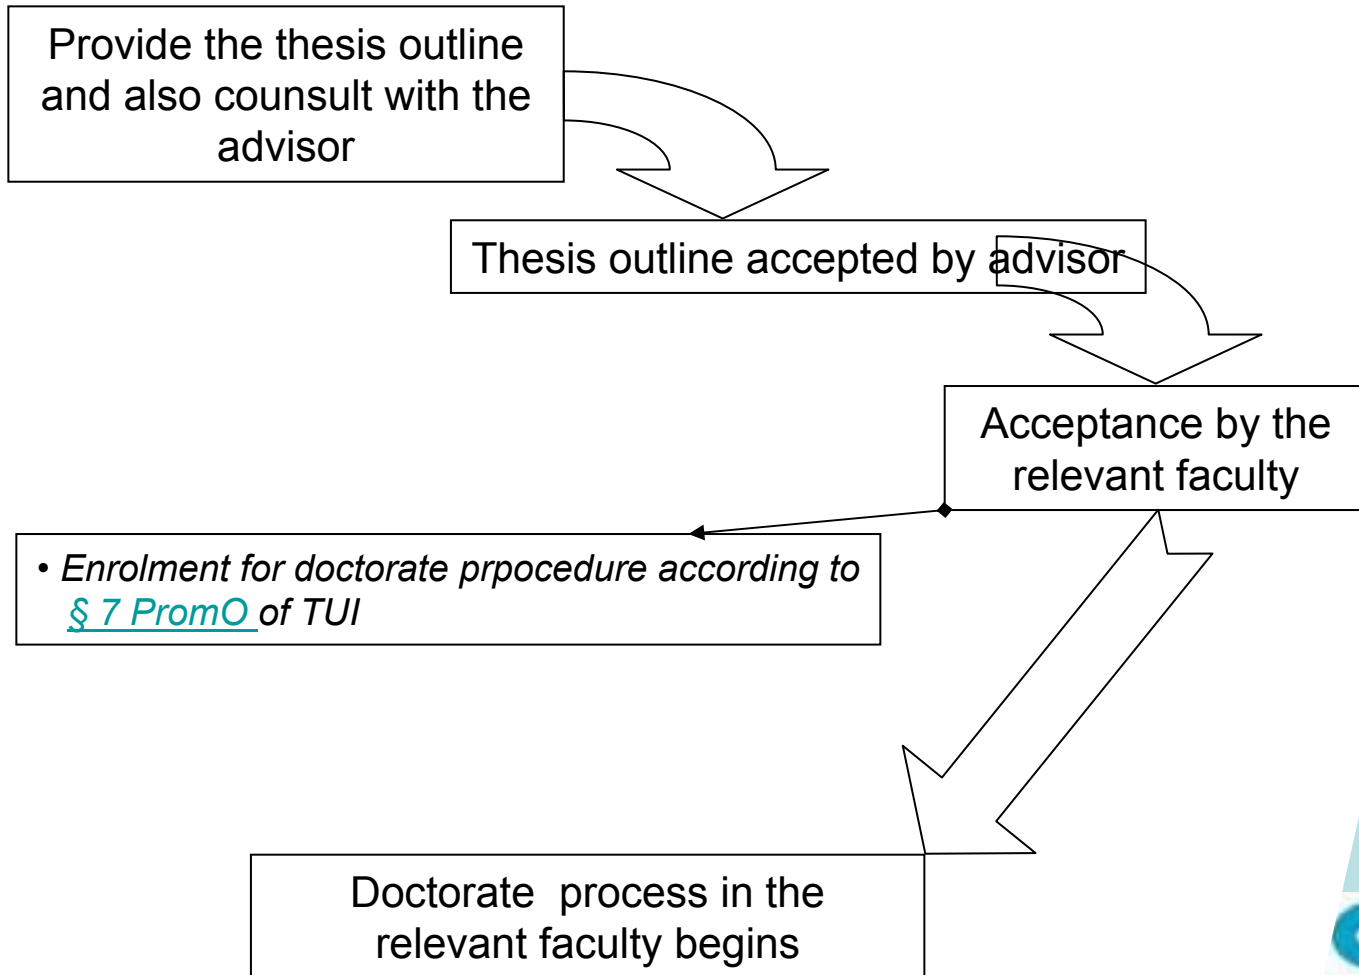 Provide the thesis outline
and also counsult with the
advisor
Thesis outline accepted by advisor
Acceptance by the
relevant faculty
• Enrolment for doctorate prpocedure according to
§ 7 PromO of TUI
Doctorate process in the
relevant faculty begins